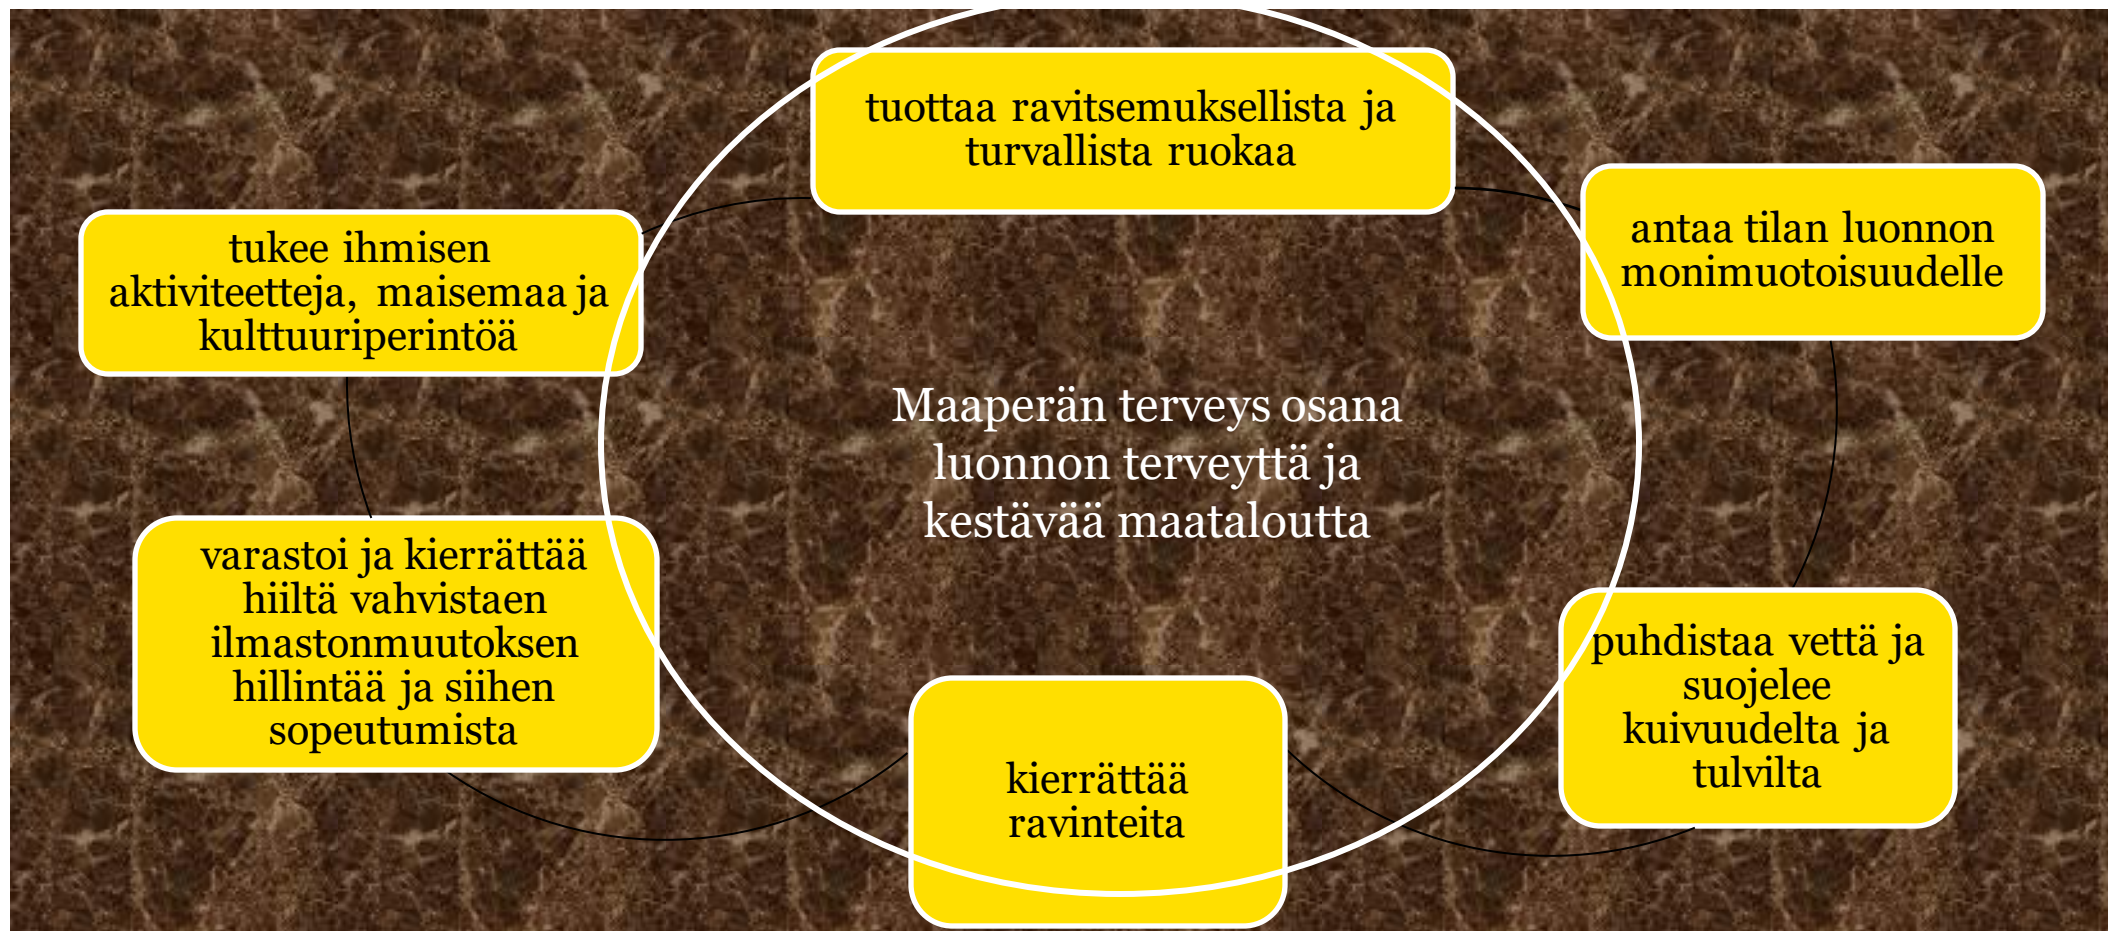 tuottaa ravitsemuksellista ja
turvallista ruokaa
antaa tilan luonnon
monimuotoisuudelle
puhdistaa vettä ja
suojelee
kuivuudelta ja
tulvilta
kierrättää
ravinteita
varastoi ja kierrättää
hiiltä vahvistaen
ilmastonmuutoksen
hillintää ja siihen
sopeutumista
tukee ihmisen
aktiviteetteja, maisemaa ja
kulttuuriperintöä
Maaperän terveys osana
luonnon terveyttä ja
kestävää maataloutta